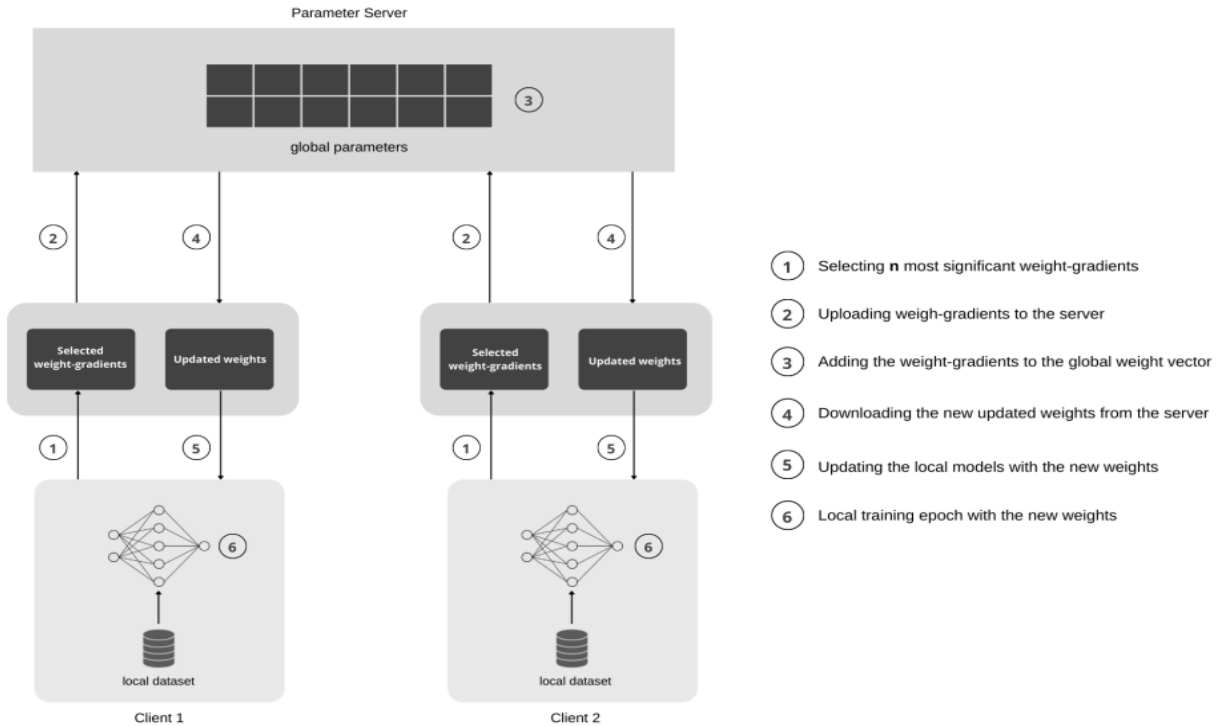 Parameter Server
3
global parameters
2
4
2
4
Selected
weight-gradients
Updated weights
Selected
weight-gradients
Updated weights
1
5
1
5
6
6
local dataset
local dataset
Client 1
Client 2
1 Selecting n most significant weight-gradients
2 Uploading weigh-gradients to the server
3 Adding the weight-gradients to the global weight vector
4 Downloading the new updated weights from the server
5 Updating the local models with the new weights
6 Local training epoch with the new weights